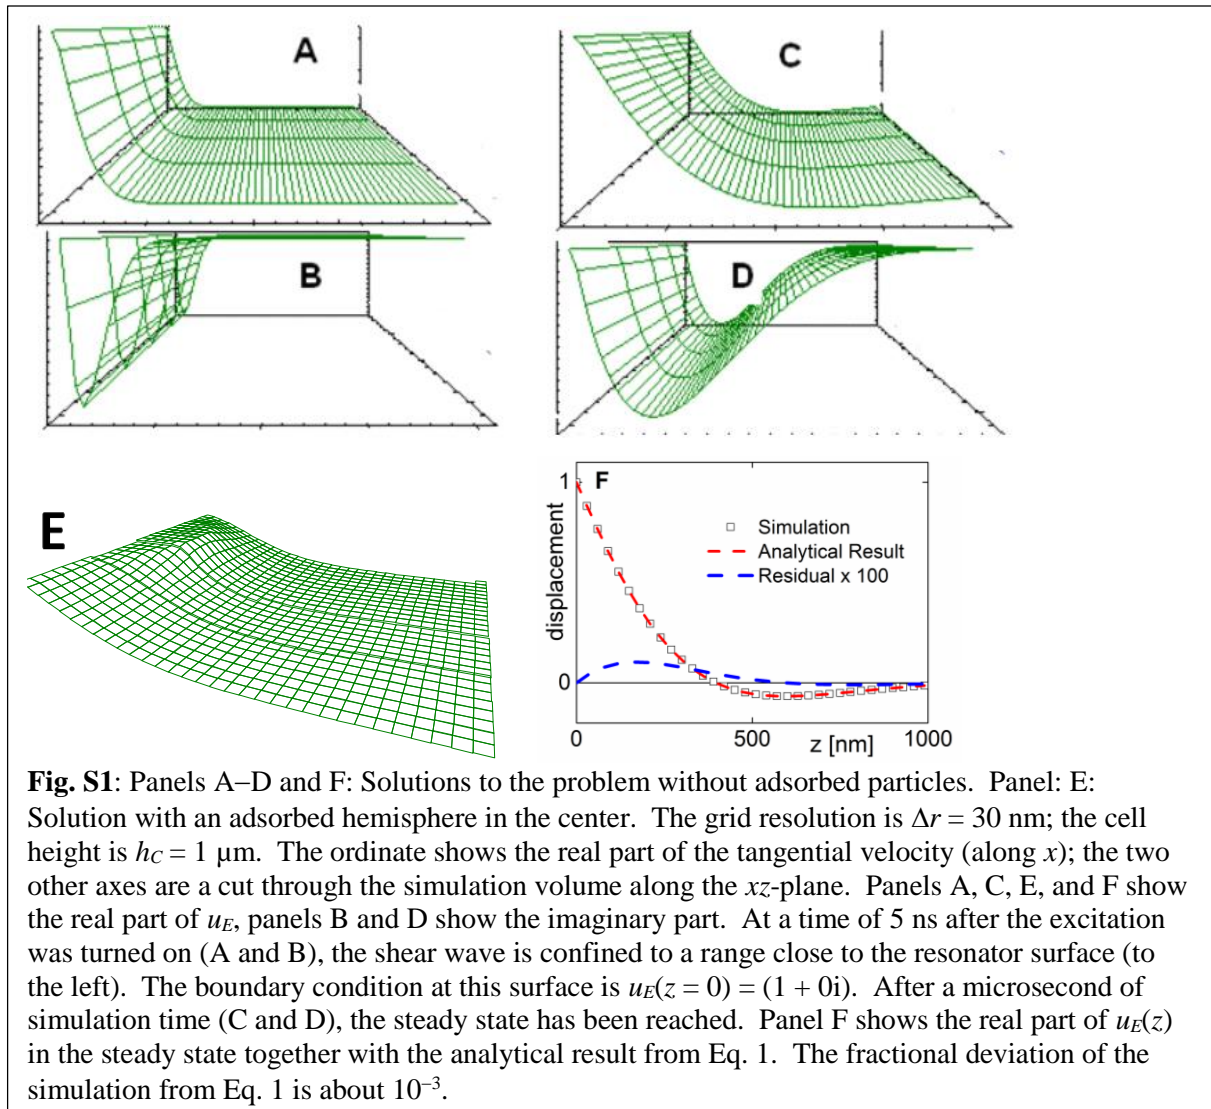 A
C
B
D
E
F
1
0
displacement
Simulation
Analytical Result
Residual x 100
0
500
1000
z [nm]
Fig. S1: Panels A–D and F: Solutions to the problem without adsorbed particles. Panel: E:
Solution with an adsorbed hemisphere in the center. The grid resolution is Δr = 30 nm; the cell
height is hC = 1 µm. The ordinate shows the real part of the tangential velocity (along x); the two
other axes are a cut through the simulation volume along the xz-plane. Panels A, C, E, and F show
the real part of uE, panels B and D show the imaginary part. At a time of 5 ns after the excitation
was turned on (A and B), the shear wave is confined to a range close to the resonator surface (to
the left). The boundary condition at this surface is uE(z = 0) = (1 + 0i). After a microsecond of
simulation time (C and D), the steady state has been reached. Panel F shows the real part of uE(z)
in the steady state together with the analytical result from Eq. 1. The fractional deviation of the
simulation from Eq. 1 is about 10⁻³.